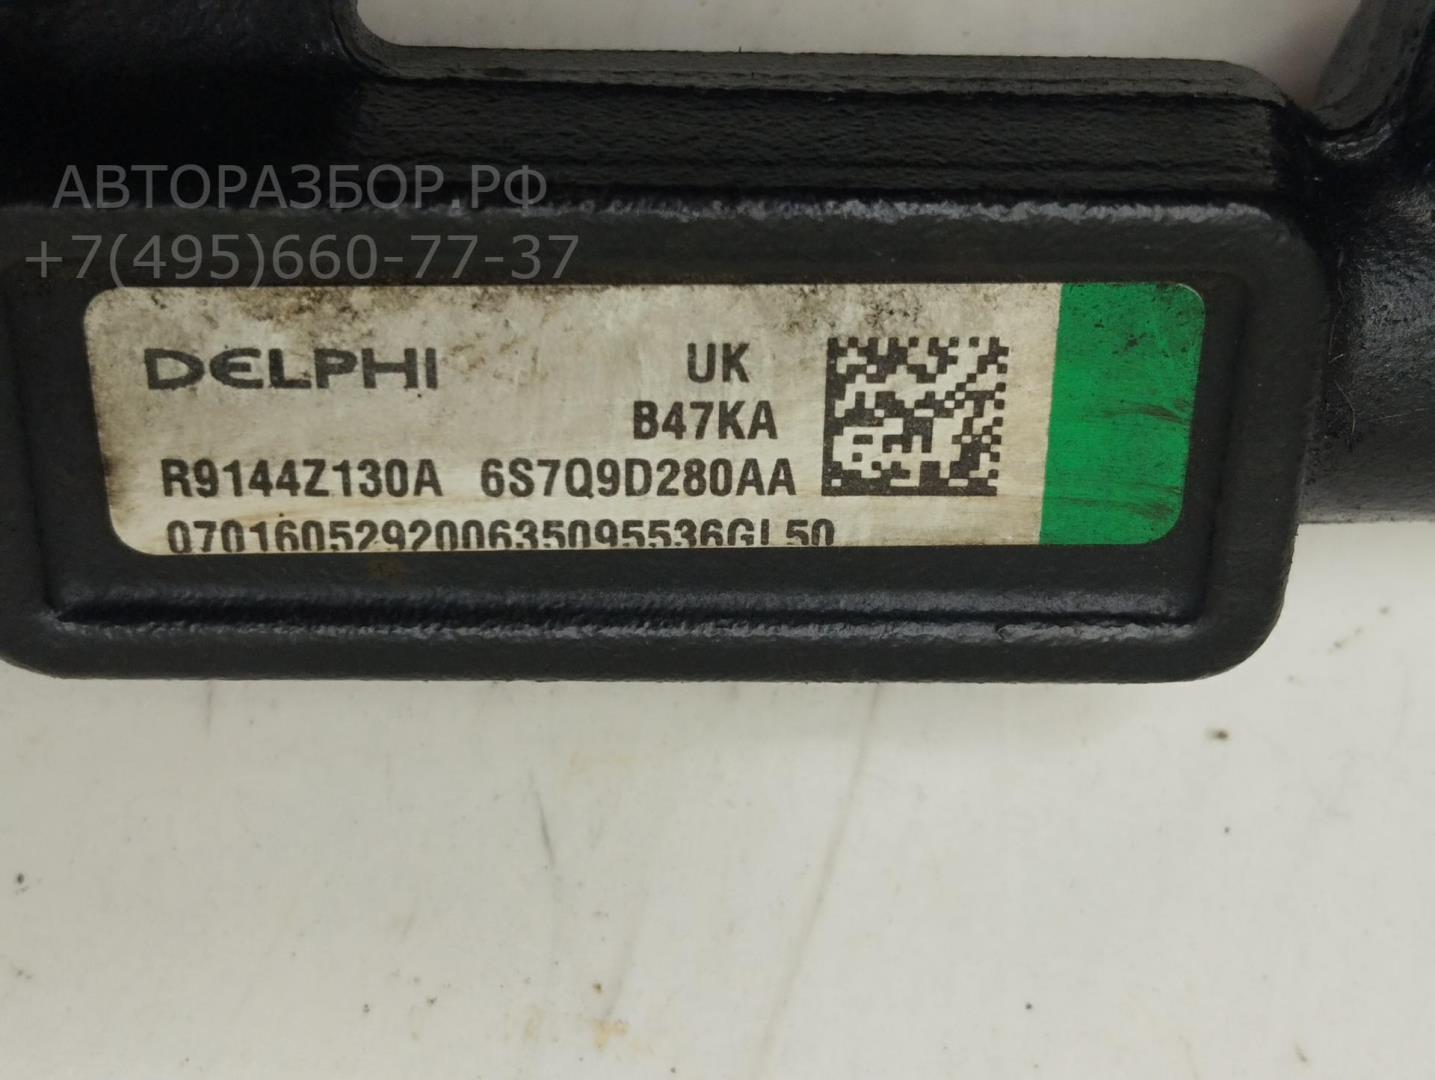 АВТОРАЗБОР.РФ
+7(495)660-77-37
DELPHI UK
B47KA
R9144Z130A 6S7Q9D280AA
070160529200635095536GL50